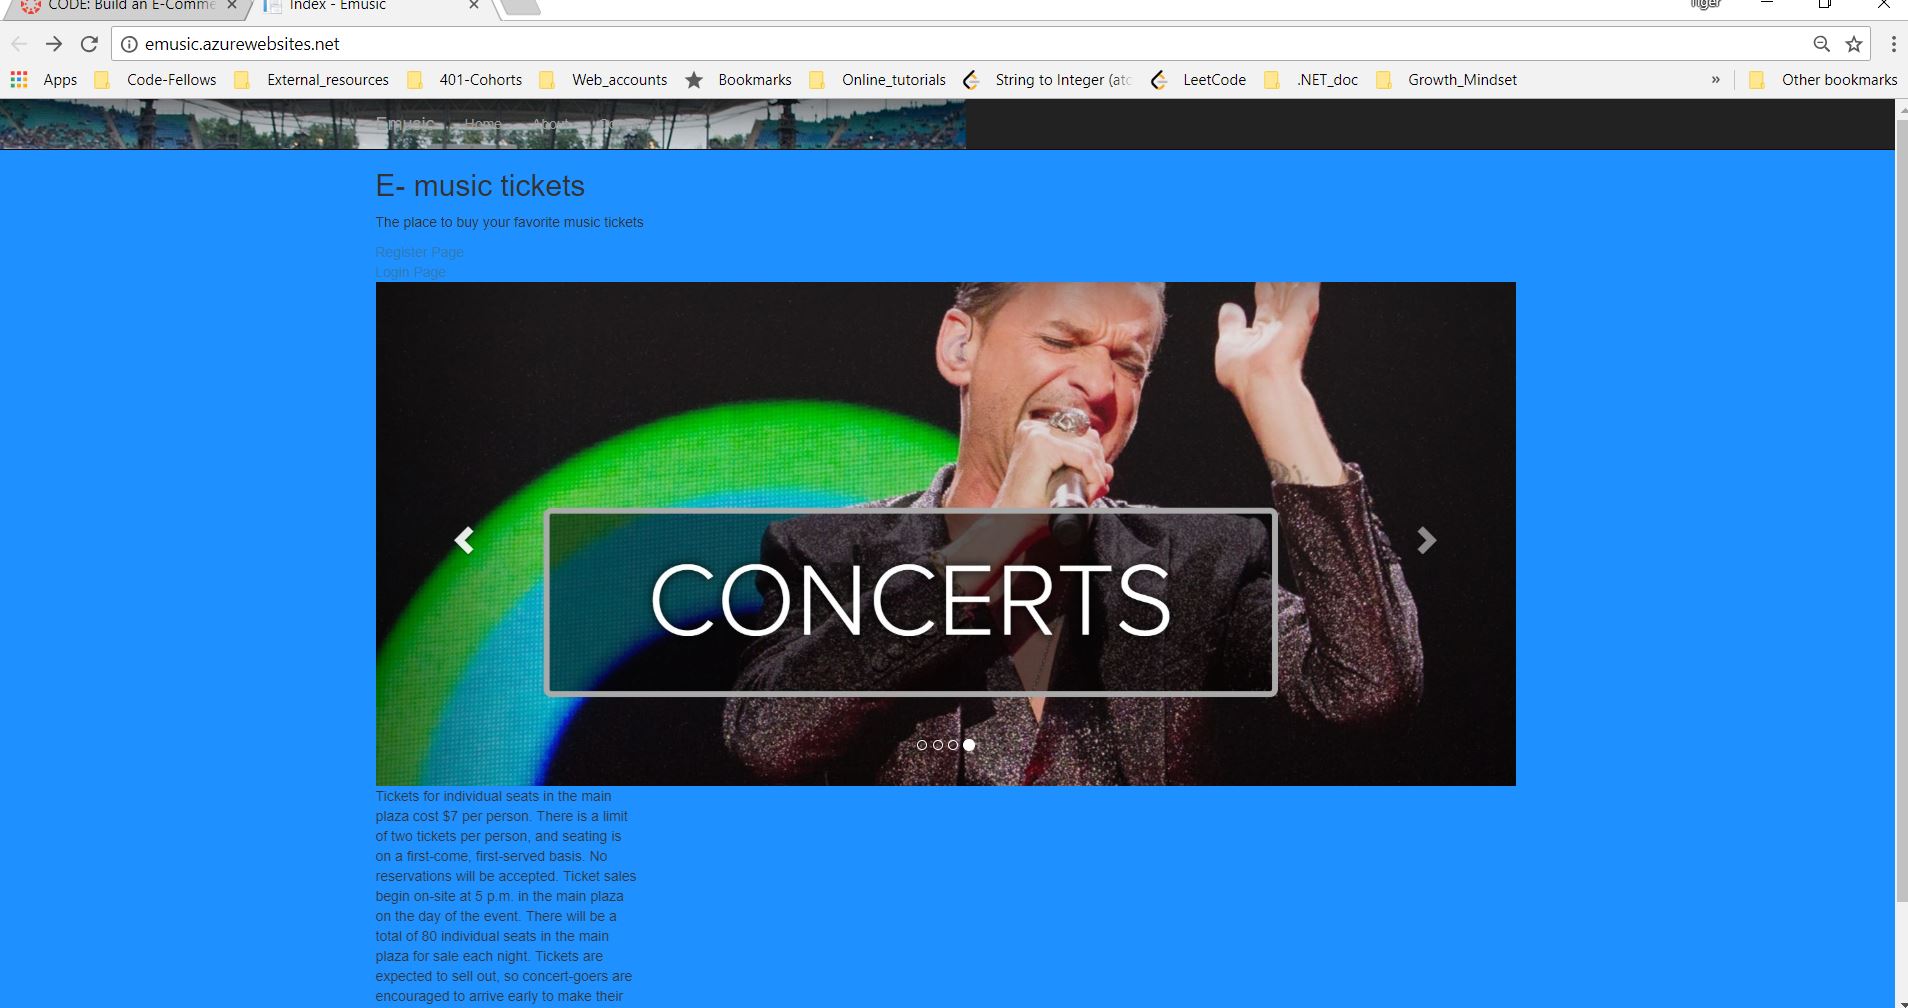 CODE: Build an E-Comme
Index - Emusic
Tiger
emusic.azurewebsites.net
Apps Code-Fellows External_resources 401-Cohorts Web_accounts Bookmarks Online_tutorials String to Integer (ato LeetCode .NET_doc Growth_Mindset » Other bookmarks
Emusic Home About
E- music tickets
The place to buy your favorite music tickets
Register Page
Login Page
CONCERTS
Tickets for individual seats in the main
plaza cost $7 per person. There is a limit
of two tickets per person, and seating is
on a first-come, first-served basis. No
reservations will be accepted. Ticket sales
begin on-site at 5 p.m. in the main plaza
on the day of the event. There will be a
total of 80 individual seats in the main
plaza for sale each night. Tickets are
expected to sell out, so concert-goers are
encouraged to arrive early to make their